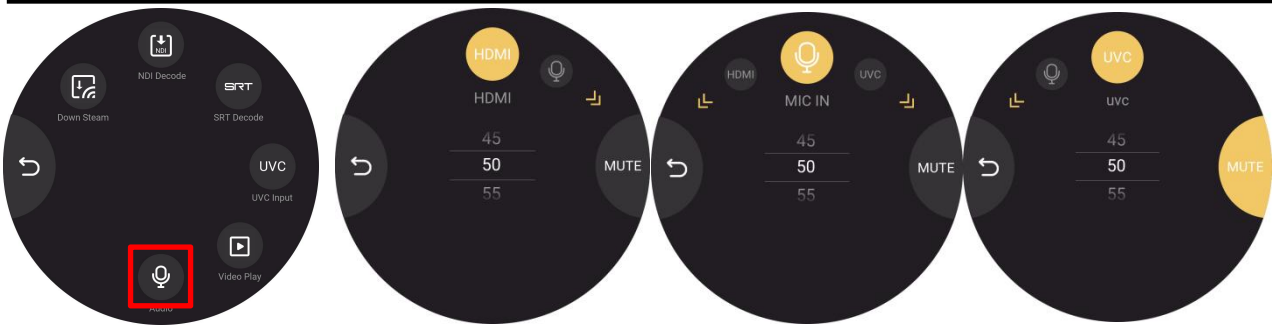 NDI
NDI Decode
Down Steam
SRT
SRT Decode
UVC
UVC Input
Video Play
Audio
HDMI
HDMI
45
50
55
MUTE
HDMI
UVC
MIC IN
45
50
55
MUTE
UVC
uvc
45
50
55
MUTE